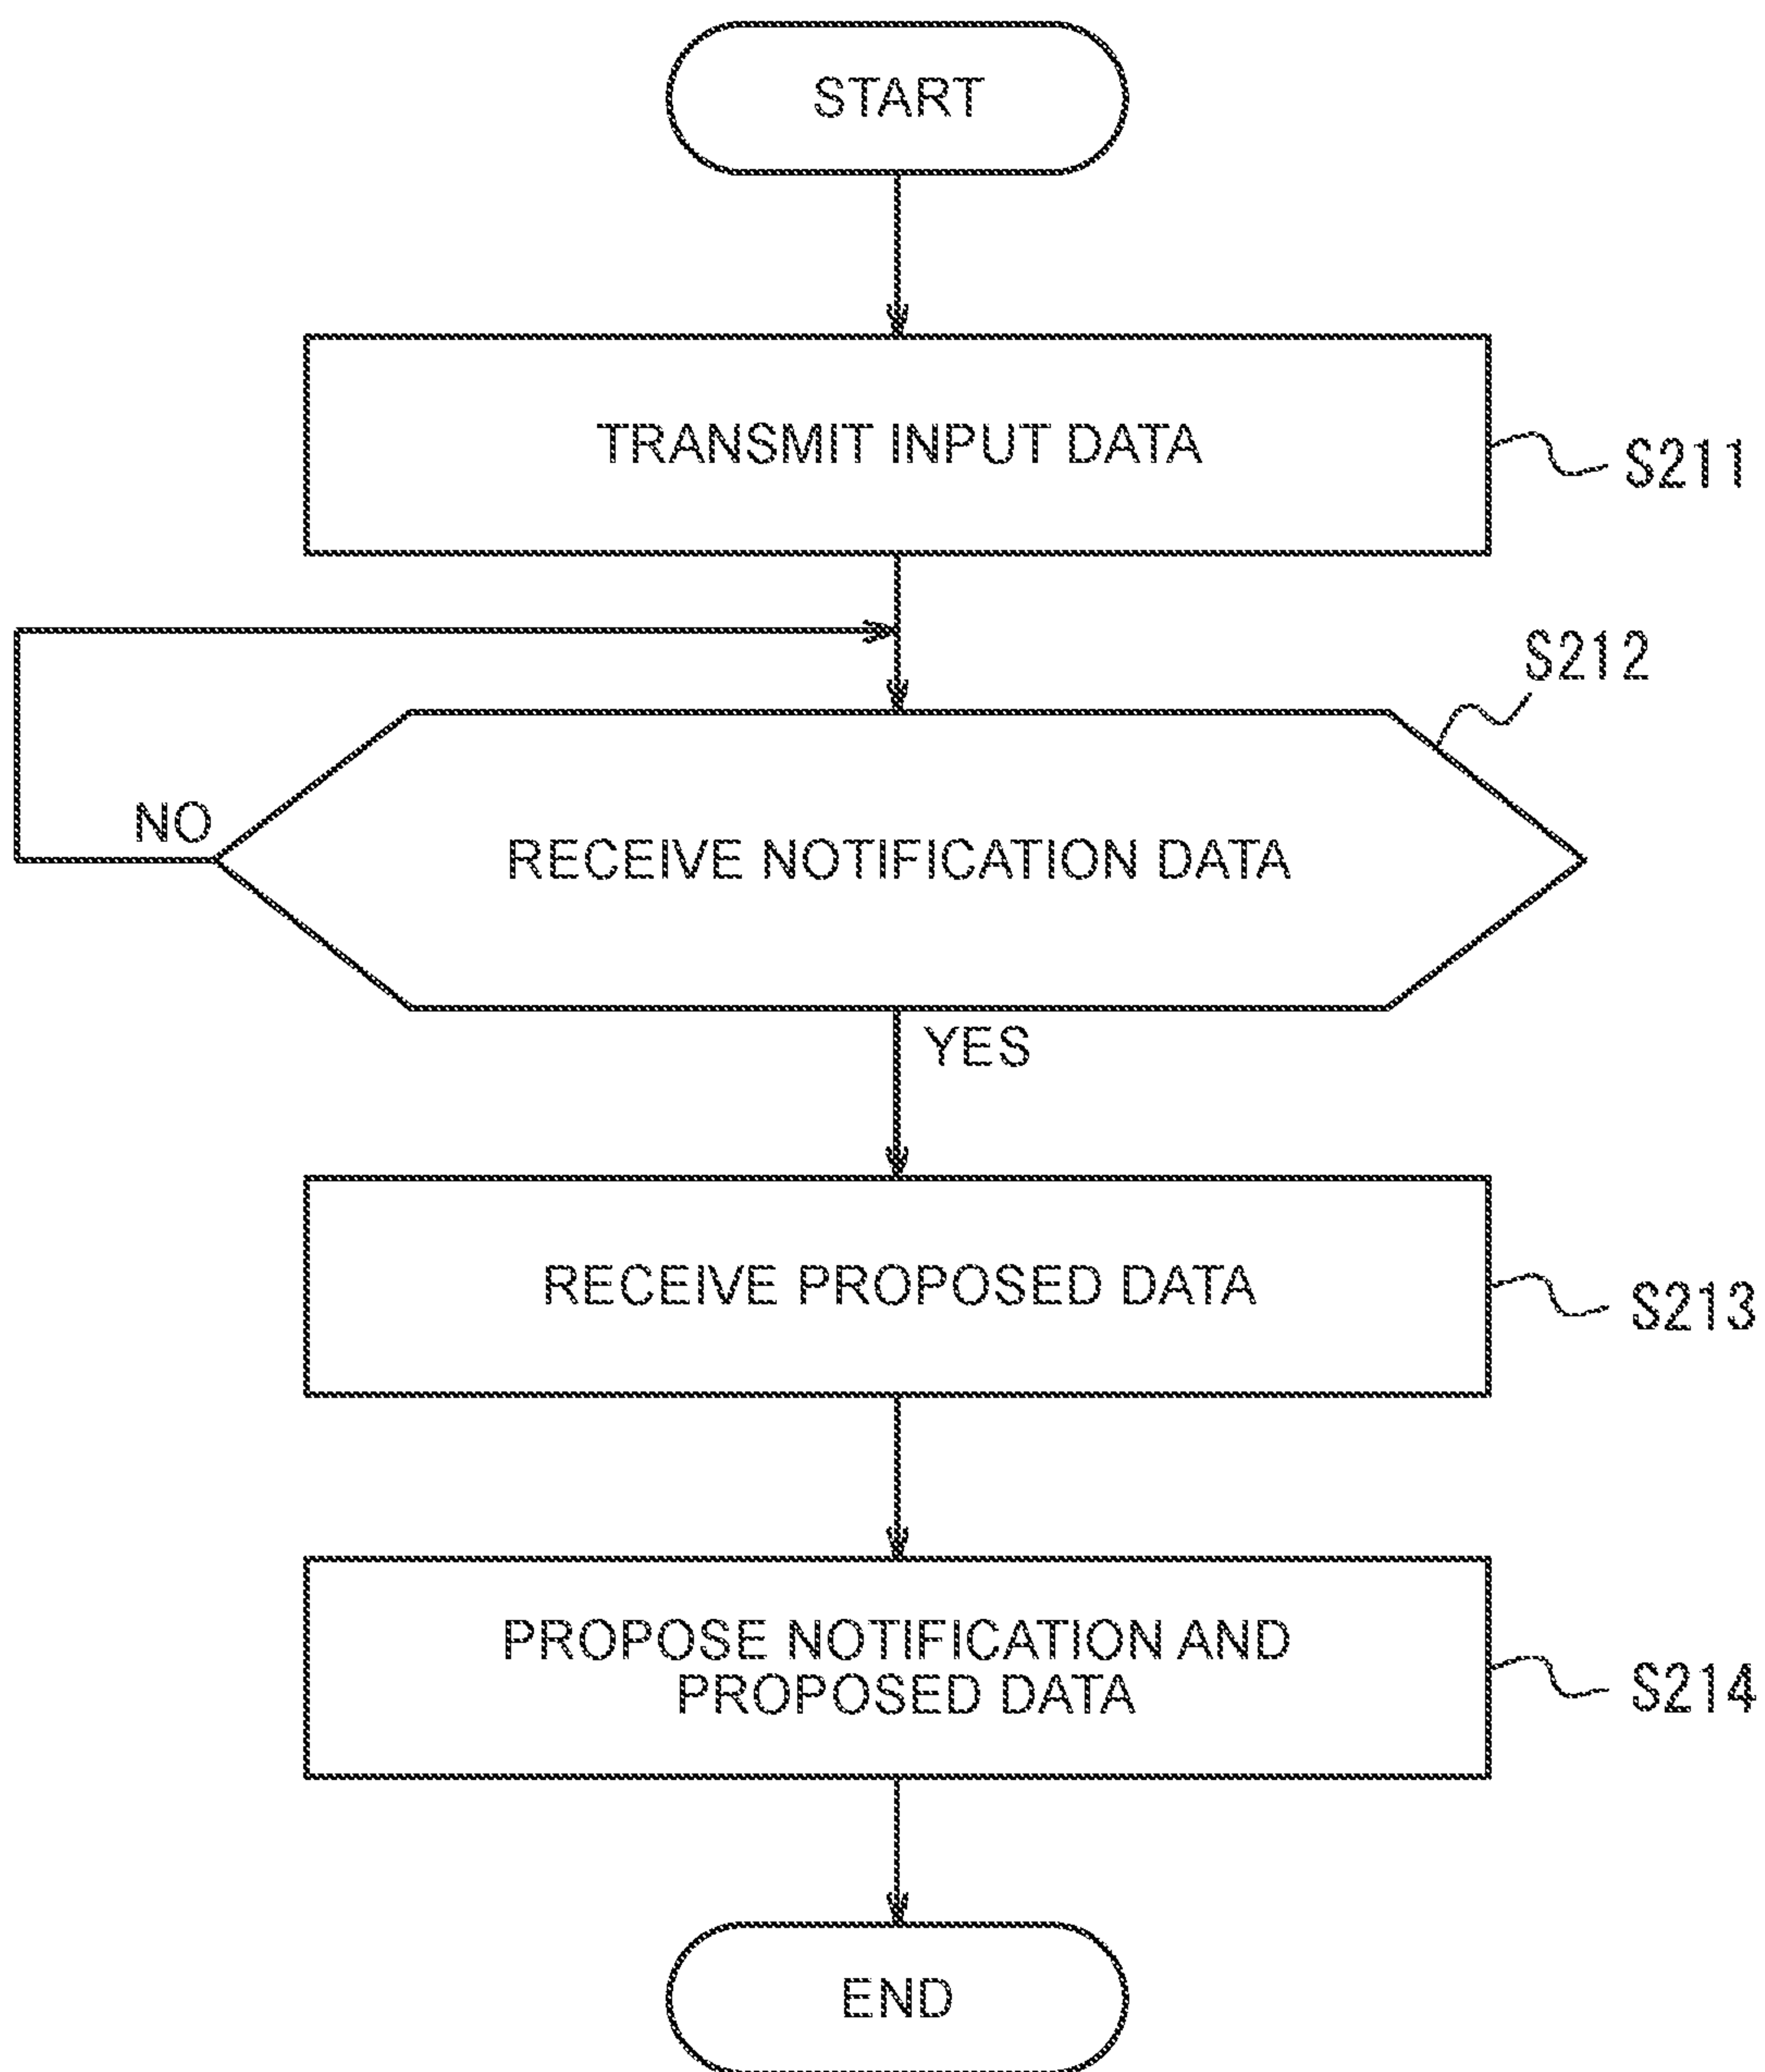 START
TRANSMIT INPUT DATA
S211
S212
NO
RECEIVE NOTIFICATION DATA
YES
RECEIVE PROPOSED DATA
S213
PROPOSE NOTIFICATION AND
PROPOSED DATA
S214
END